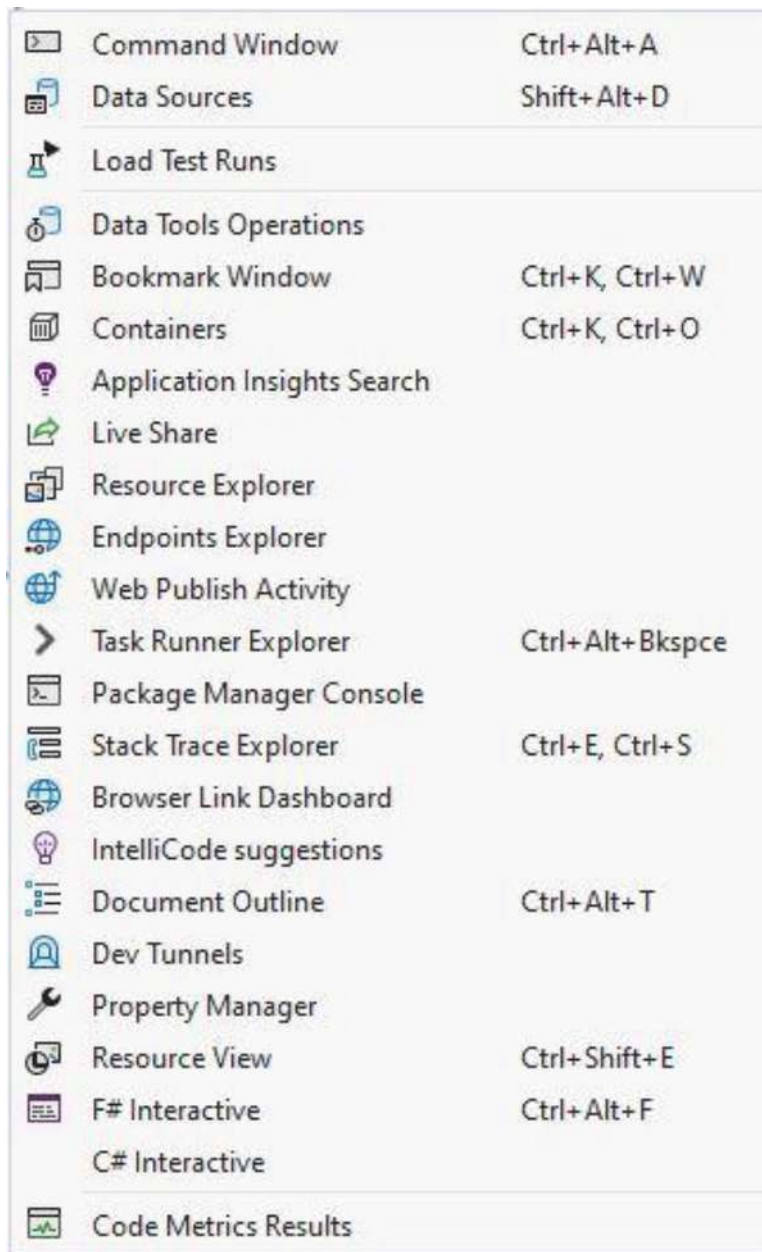 Command Window Ctrl+Alt+A
Data Sources Shift+Alt+D
Load Test Runs
Data Tools Operations
Bookmark Window Ctrl+K, Ctrl+W
Containers Ctrl+K, Ctrl+O
Application Insights Search
Live Share
Resource Explorer
Endpoints Explorer
Web Publish Activity
Task Runner Explorer Ctrl+Alt+Bkspce
Package Manager Console
Stack Trace Explorer Ctrl+E, Ctrl+S
Browser Link Dashboard
IntelliCode suggestions
Document Outline Ctrl+Alt+T
Dev Tunnels
Property Manager
Resource View Ctrl+Shift+E
F# Interactive Ctrl+Alt+F
C# Interactive
Code Metrics Results